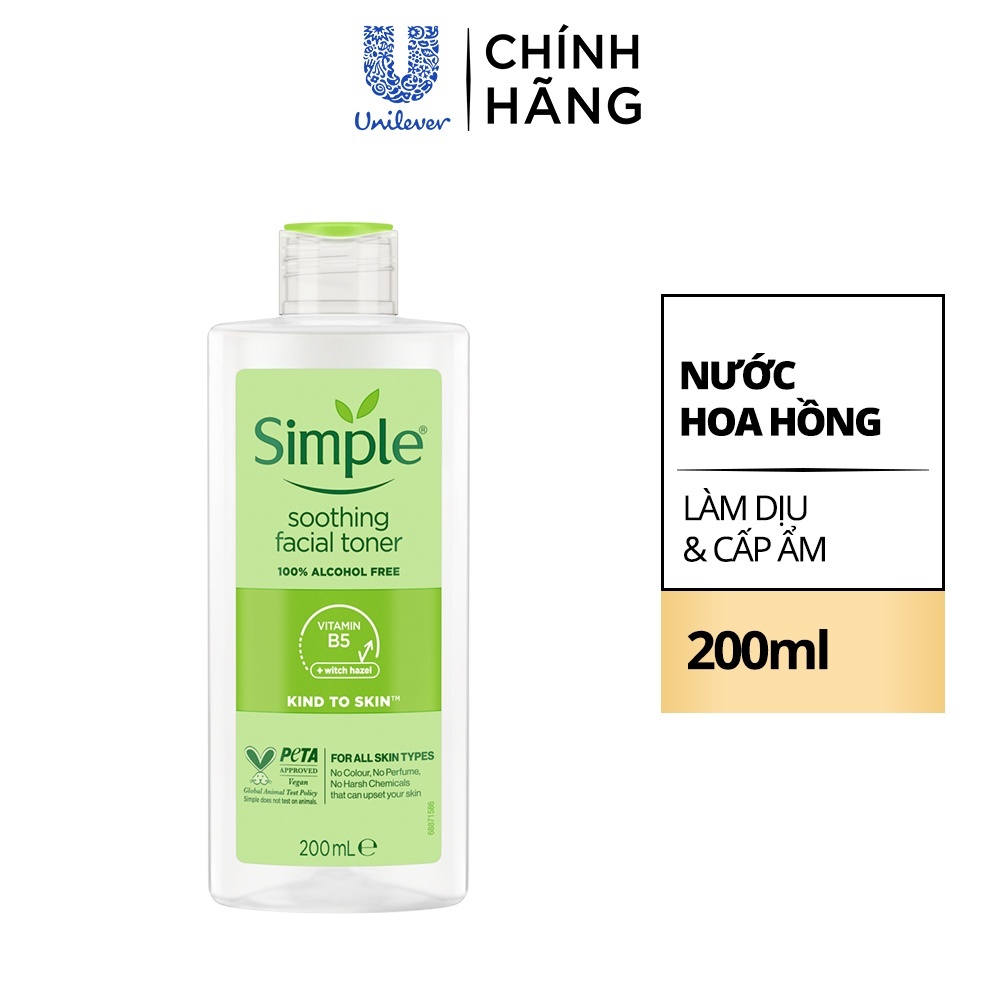 Unilever
CHÍNH
HÃNG
Simple®
soothing
facial toner
100% ALCOHOL FREE
VITAMIN
B5
+ witch hazel
KIND TO SKIN™
PETA
APPROVED
Vegan
Global Animal Test Policy
Simple does not test on animals.
FOR ALL SKIN TYPES
No Colour, No Perfume,
No Harsh Chemicals
that can upset your skin
68871586
200mL℮
NƯỚC
HOA HỒNG
LÀM DỊU
& CẤP ẨM
200ml